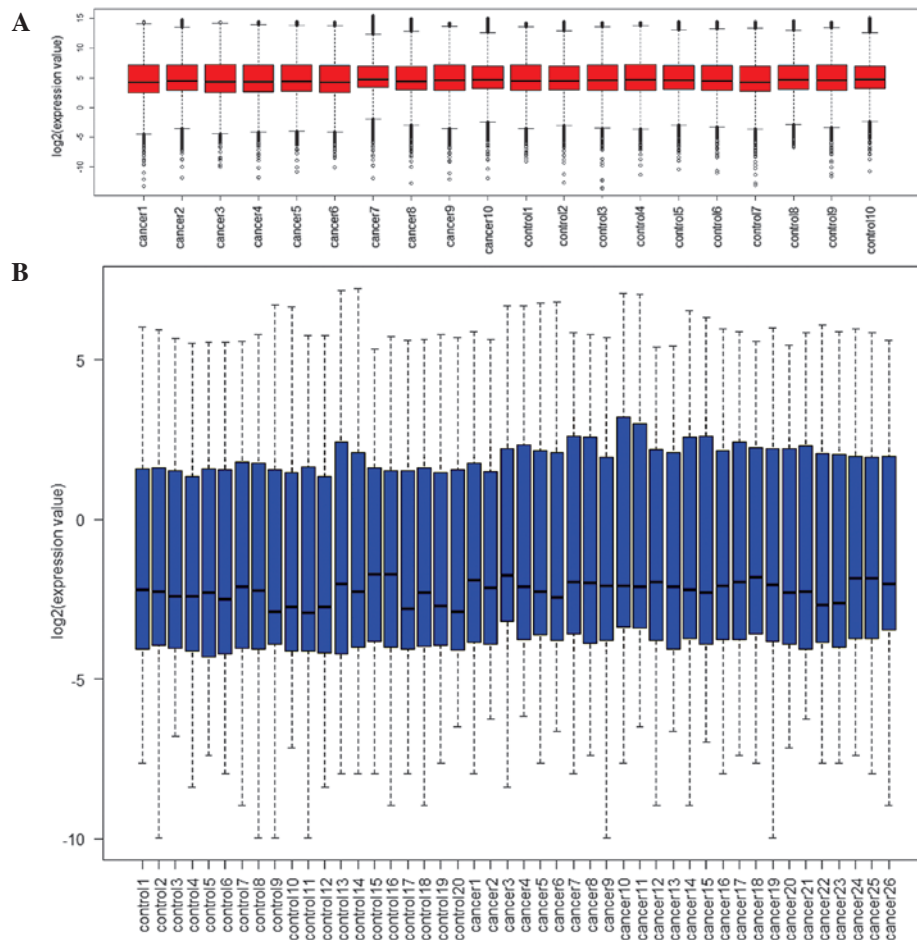 A
log2(expression value)
15
10
5
0
-5
-10
cancer1
cancer2
cancer3
cancer4
cancer5
cancer6
cancer7
cancer8
cancer9
cancer10
control1
control2
control3
control4
control5
control6
control7
control8
control9
control10
B
log2(expression value)
5
0
-5
-10
control1
control2
control3
control4
control5
control6
control7
control8
control9
control10
control11
control12
control13
control14
control15
control16
control17
control18
control19
control20
cancer1
cancer2
cancer3
cancer4
cancer5
cancer6
cancer7
cancer8
cancer9
cancer10
cancer11
cancer12
cancer13
cancer14
cancer15
cancer16
cancer17
cancer18
cancer19
cancer20
cancer21
cancer22
cancer23
cancer24
cancer25
cancer26